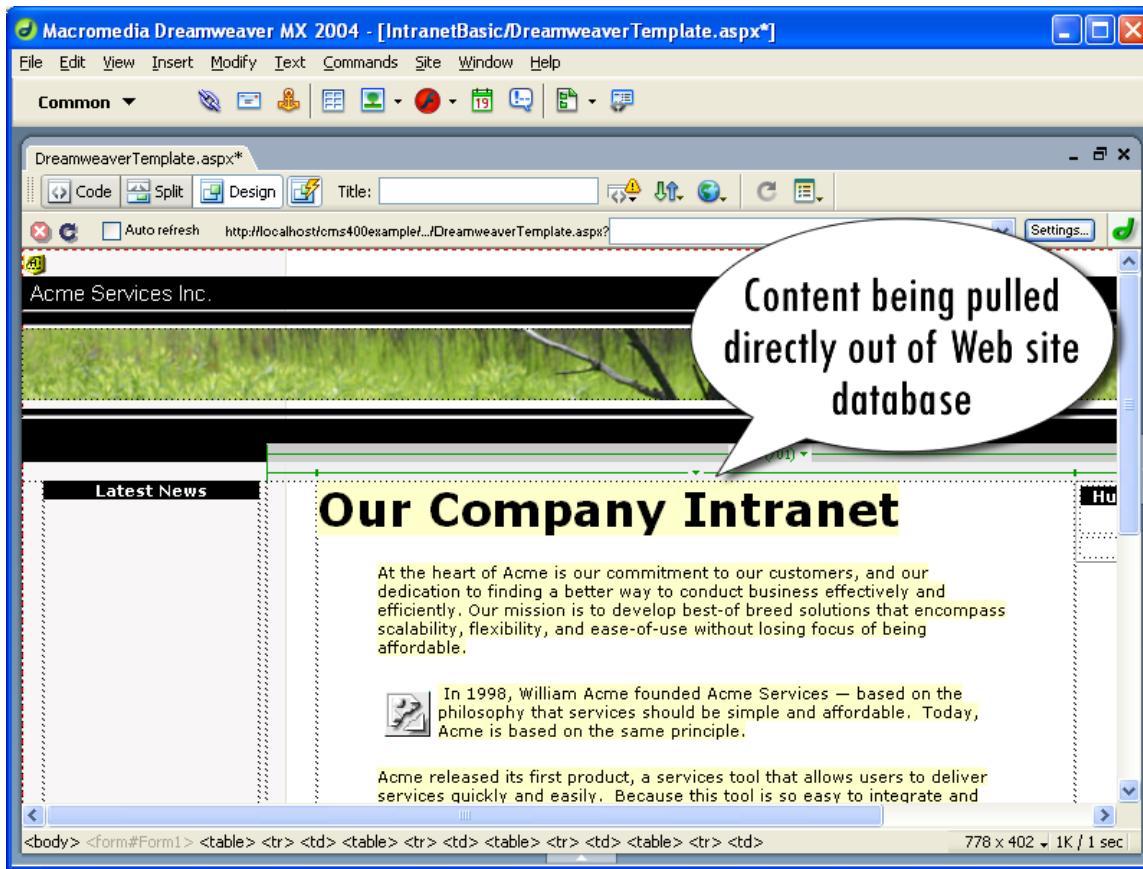 Macromedia Dreamweaver MX 2004 - [IntranetBasic/DreamweaverTemplate.aspx*]
File Edit View Insert Modify Text Commands Site Window Help
Common
19
DreamweaverTemplate.aspx*
Code Split Design Title:
Auto refresh http://localhost/cms400example/.../DreamweaverTemplate.aspx? Settings...
Acme Services Inc.
Content being pulled
directly out of Web site
database
Latest News
Hu
Our Company Intranet
At the heart of Acme is our commitment to our customers, and our
dedication to finding a better way to conduct business effectively and
efficiently. Our mission is to develop best-of breed solutions that encompass
scalability, flexibility, and ease-of-use without losing focus of being
affordable.
In 1998, William Acme founded Acme Services — based on the
philosophy that services should be simple and affordable. Today,
Acme is based on the same principle.
Acme released its first product, a services tool that allows users to deliver
services quickly and easily. Because this tool is so easy to integrate and
<body> <form#Form1> <table> <tr> <td> <table> <tr> <td> <table> <tr> <td> <table> <tr> <td> 778 x 402 1K / 1 sec